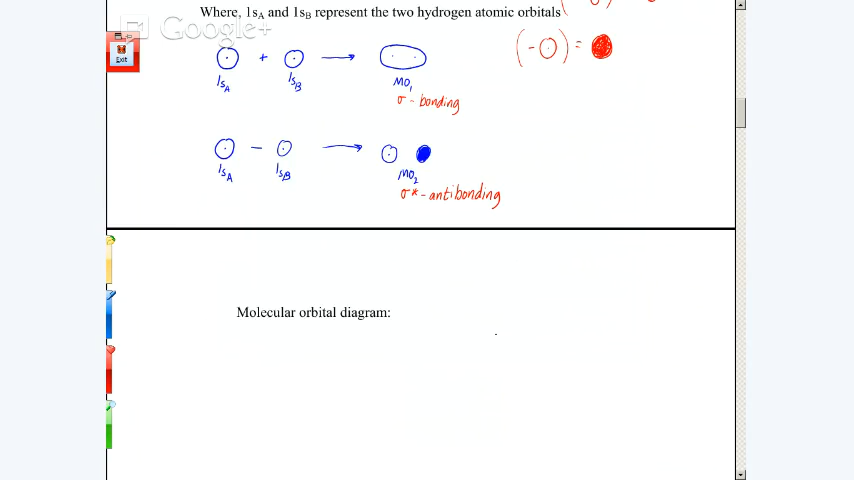 Where, 1sA and 1sB represent the two hydrogen atomic orbitals
Google+
(-O) =
Exit
+
1sA
1sB
MO1
σ - bonding
-
1sA
1sB
MO2
σ* - antibonding
Molecular orbital diagram: